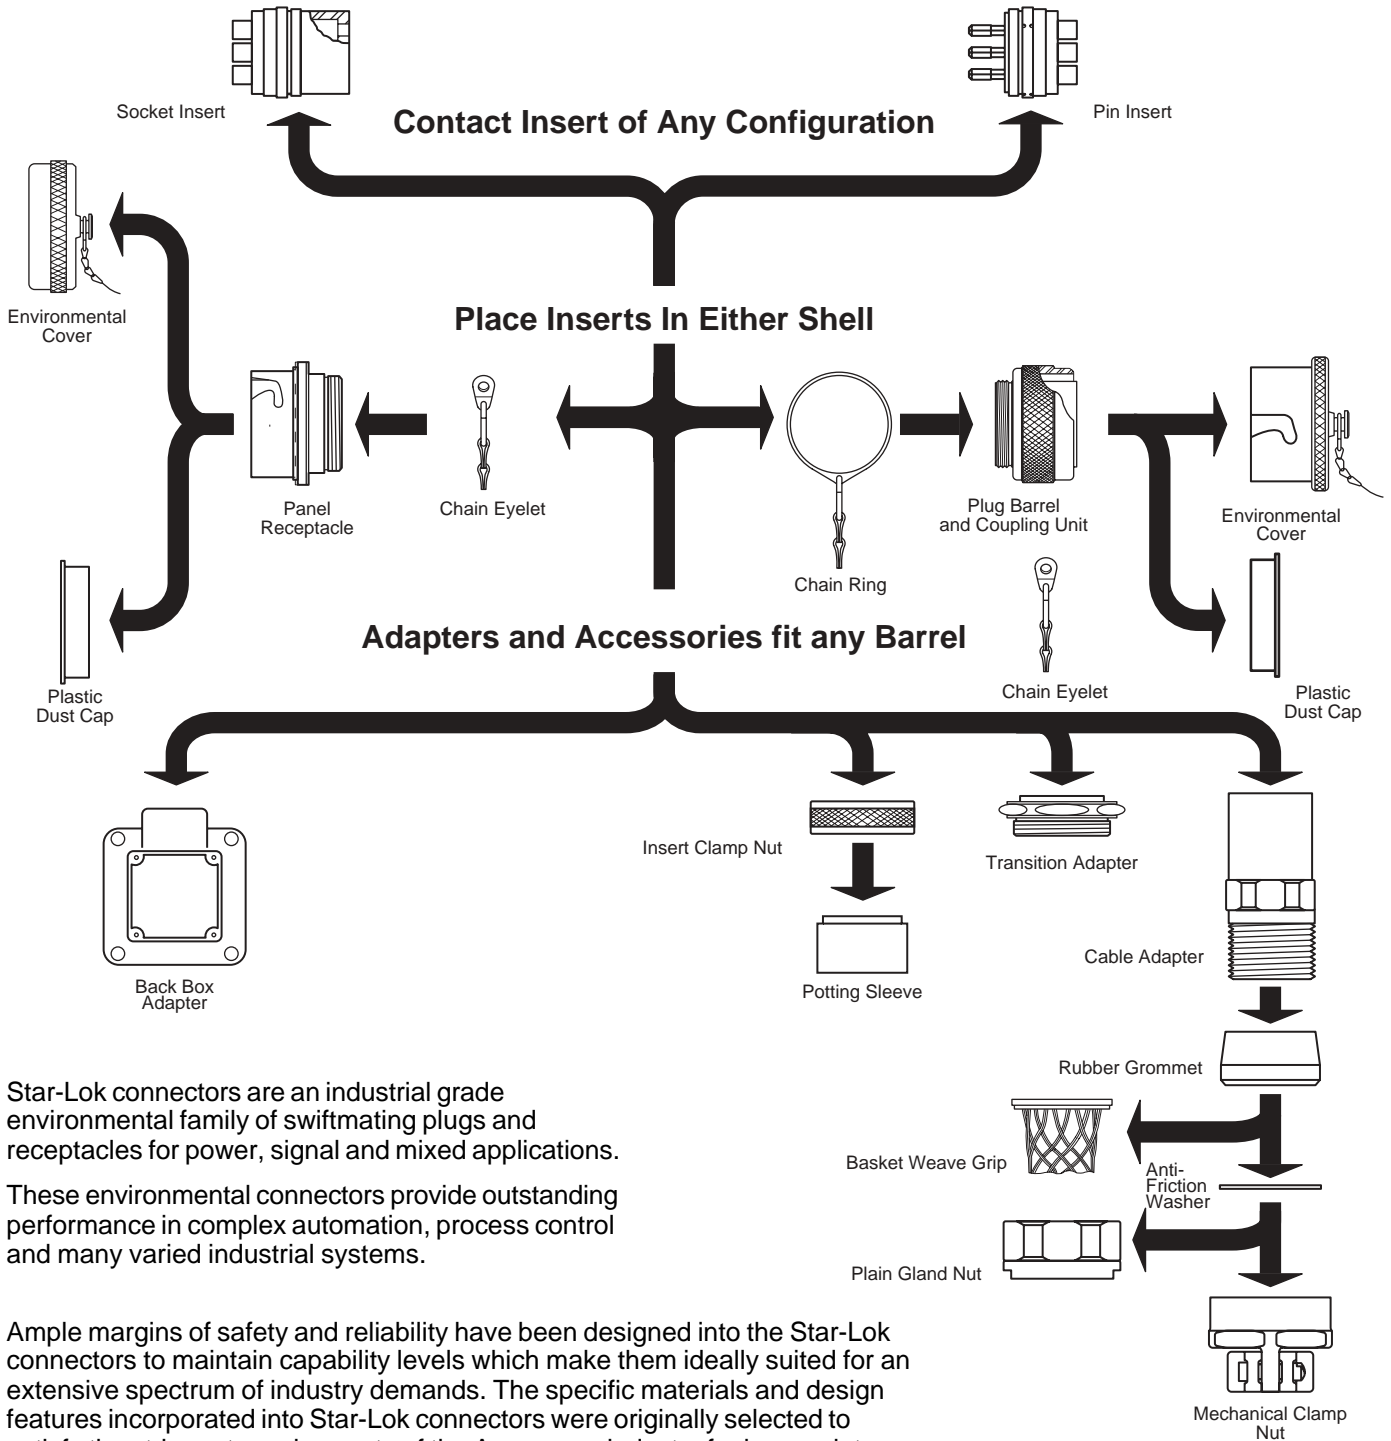 Socket Insert
Contact Insert of Any Configuration
Pin Insert
Environmental
Cover
Place Inserts In Either Shell
Panel
Receptacle
Chain Eyelet
Chain Ring
Plug Barrel
and Coupling Unit
Environmental
Cover
Adapters and Accessories fit any Barrel
Plastic
Dust Cap
Chain Eyelet
Plastic
Dust Cap
Insert Clamp Nut
Transition Adapter
Back Box
Adapter
Potting Sleeve
Cable Adapter
Rubber Grommet
Basket Weave Grip
Anti-
Friction
Washer
Plain Gland Nut
Mechanical Clamp
Nut
Star-Lok connectors are an industrial grade
environmental family of swiftmating plugs and
receptacles for power, signal and mixed applications.
These environmental connectors provide outstanding
performance in complex automation, process control
and many varied industrial systems.
Ample margins of safety and reliability have been designed into the Star-Lok
connectors to maintain capability levels which make them ideally suited for an
extensive spectrum of industry demands. The specific materials and design
features incorporated into Star-Lok connectors were originally selected to